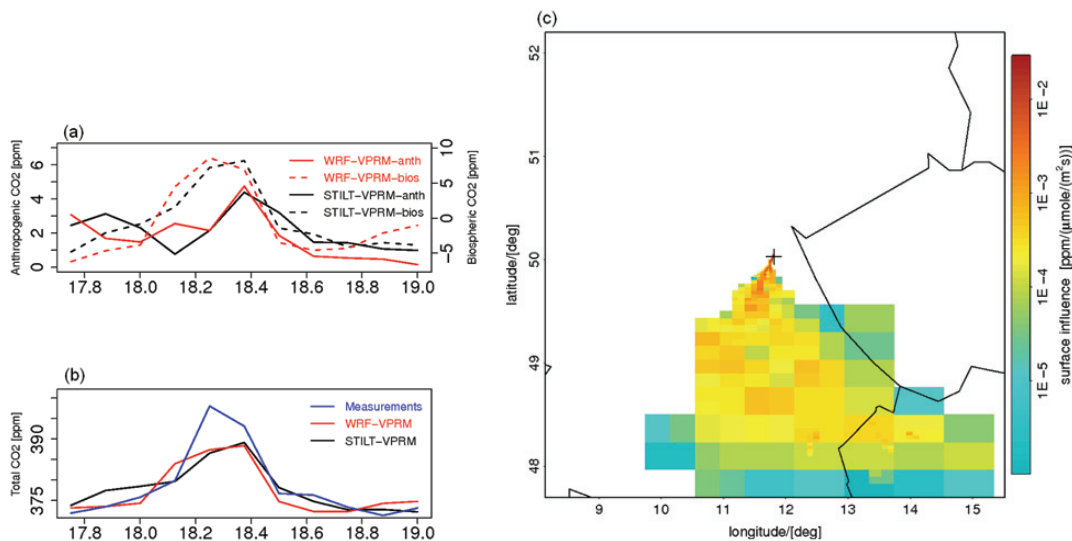 (a)
Anthropogenic CO2 [ppm]
6
4
2
0
10
5
0
−5
Biospheric CO2 [ppm]
WRF−VPRM−anth
WRF−VPRM−bios
STILT−VPRM−anth
STILT−VPRM−bios
17.8 18.0 18.2 18.4 18.6 18.8 19.0
(b)
Total CO2 [ppm]
390
375
Measurements
WRF−VPRM
STILT−VPRM
17.8 18.0 18.2 18.4 18.6 18.8 19.0
(c)
latitude/[deg]
52
51
50
49
48
9 10 11 12 13 14 15
longitude/[deg]
1E−2
1E−3
1E−4
1E−5
surface influence [ppm/(μmole/(m2s))]